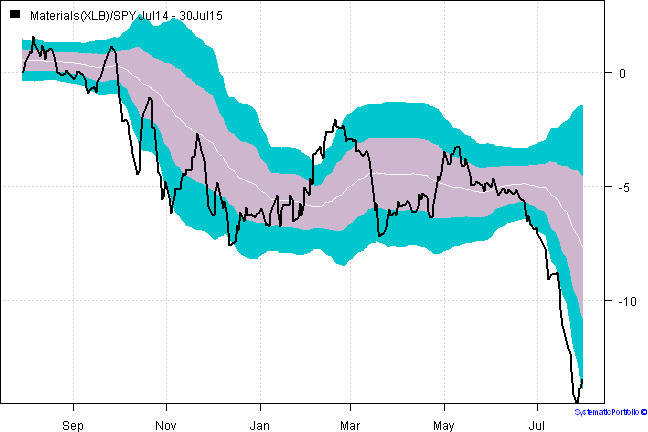 Materials(XLB)/SPY Jul14 - 30Jul15
0
-5
-10
SystematicPortfolio ©
Sep
Nov
Jan
Mar
May
Jul